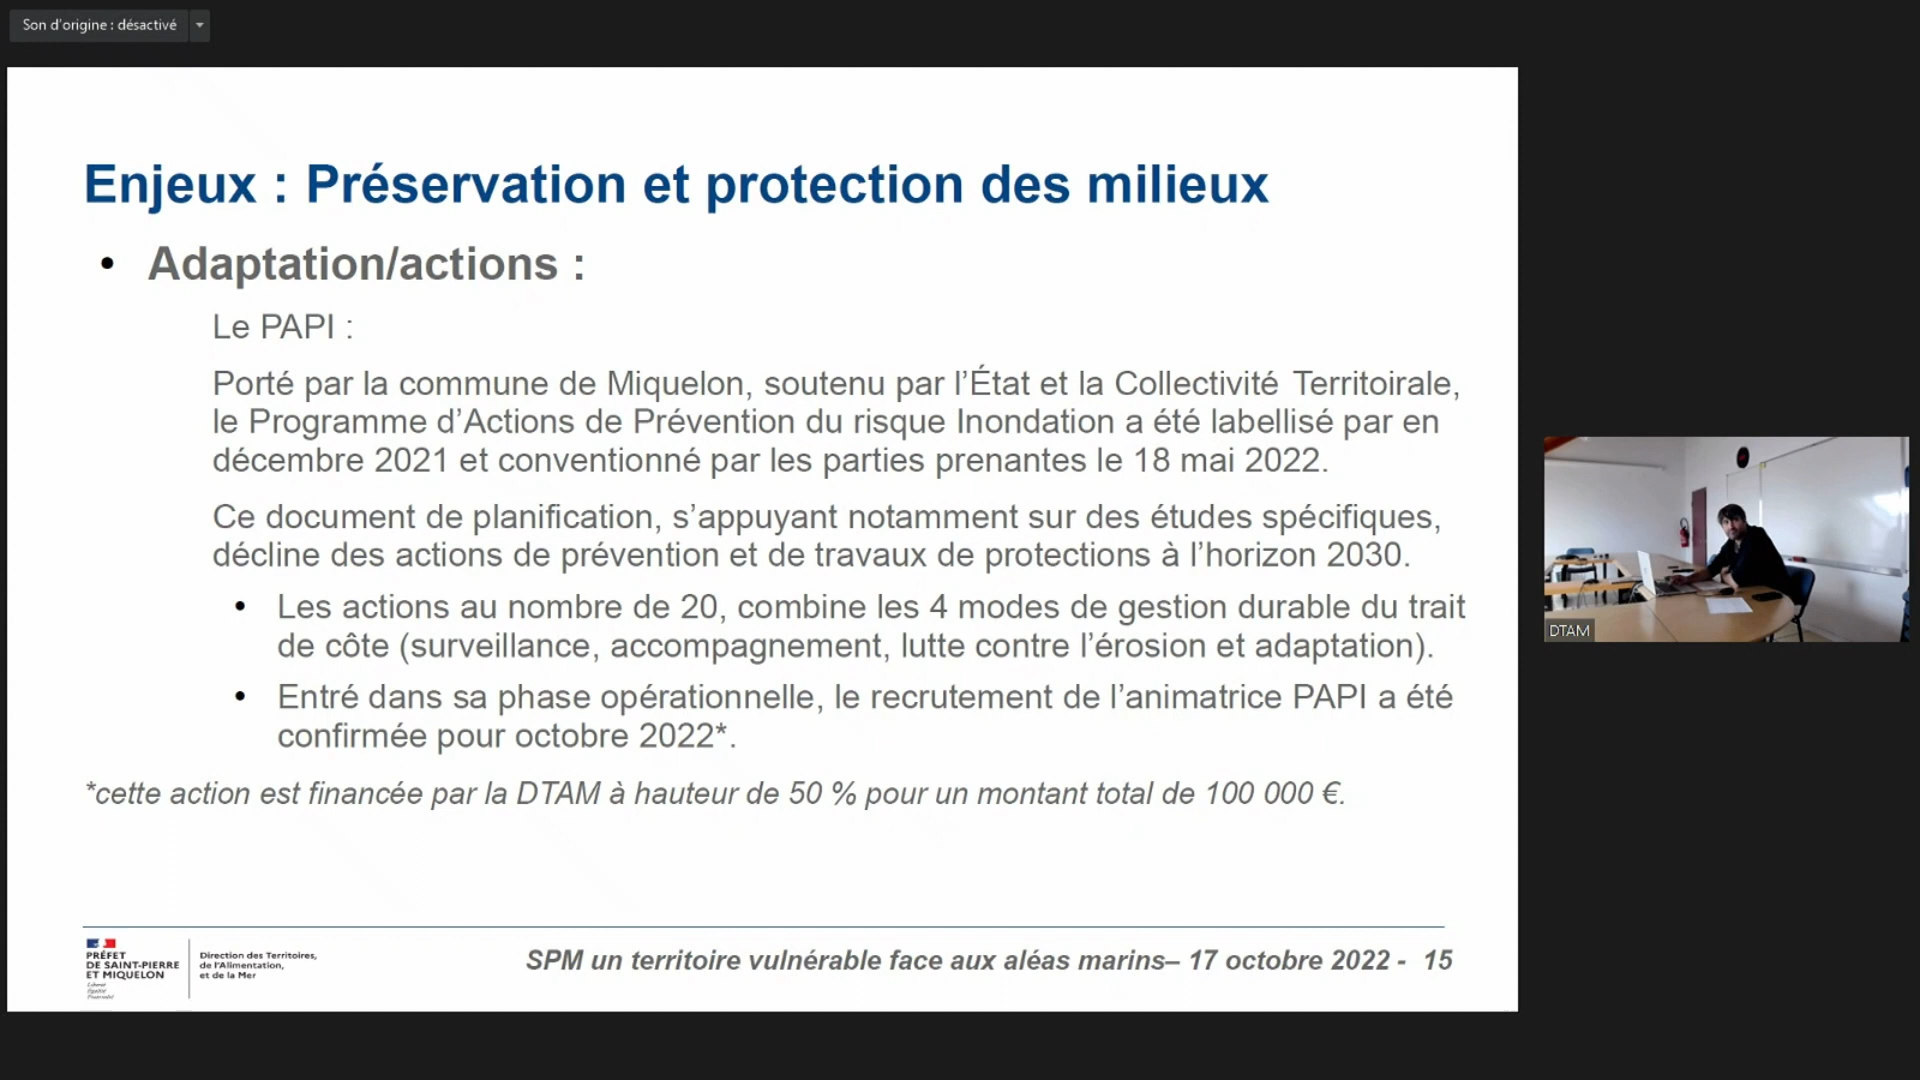 Son d'origine : désactivé
Enjeux : Préservation et protection des milieux
• Adaptation/actions :
Le PAPI :
Porté par la commune de Miquelon, soutenu par l’État et la Collectivité Territoirale,
le Programme d’Actions de Prévention du risque Inondation a été labellisé par en
décembre 2021 et conventionné par les parties prenantes le 18 mai 2022.
Ce document de planification, s’appuyant notamment sur des études spécifiques,
décline des actions de prévention et de travaux de protections à l’horizon 2030.
• Les actions au nombre de 20, combine les 4 modes de gestion durable du trait
de côte (surveillance, accompagnement, lutte contre l’érosion et adaptation).
• Entré dans sa phase opérationnelle, le recrutement de l’animatrice PAPI a été
confirmée pour octobre 2022*.
*cette action est financée par la DTAM à hauteur de 50 % pour un montant total de 100 000 €.
PRÉFET
DE SAINT-PIERRE
ET MIQUELON
Liberté
Égalité
Fraternité
Direction des Territoires,
de l'Alimentation,
et de la Mer
SPM un territoire vulnérable face aux aléas marins– 17 octobre 2022 - 15
DTAM